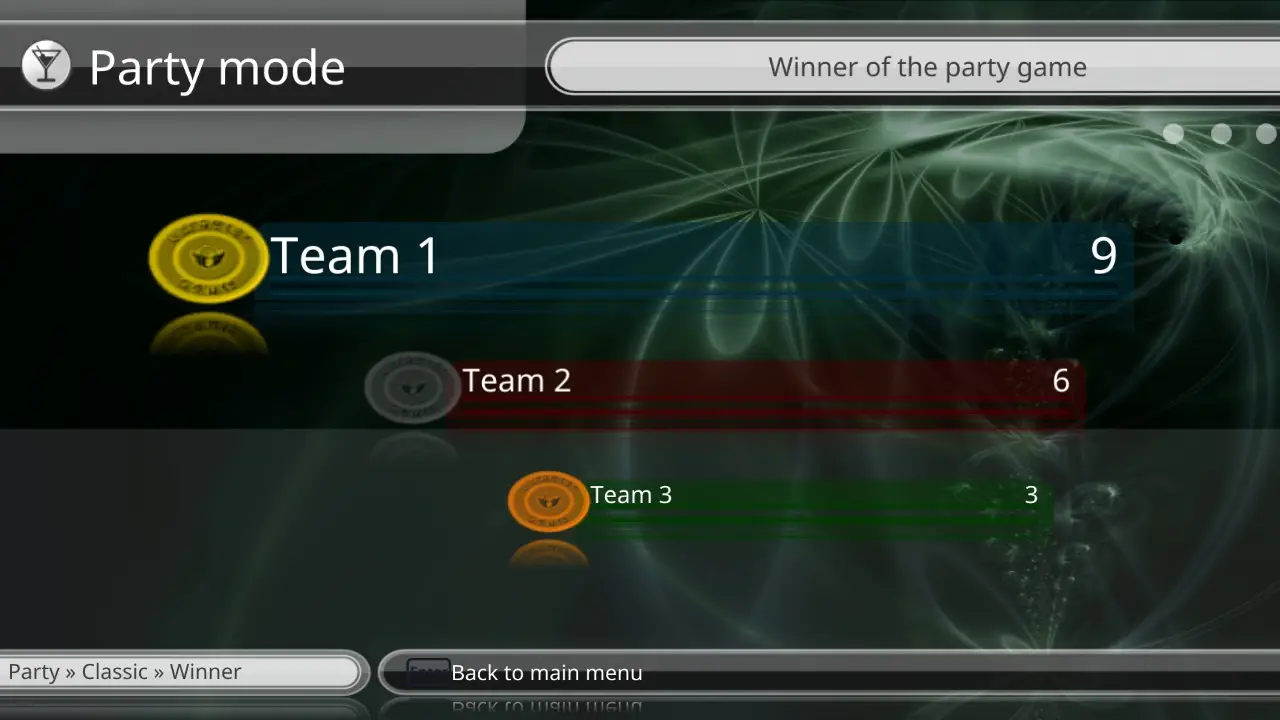 Party mode
Winner of the party game
Team 1
9
Team 2
6
Team 3
3
Party » Classic » Winner
Enter
Back to main menu